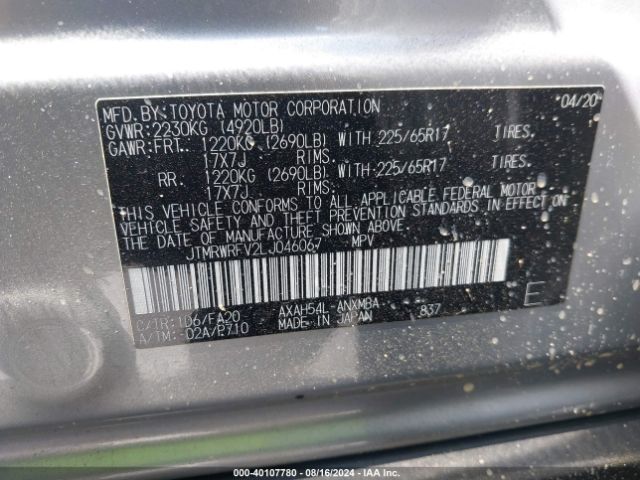 MFD. BY: TOYOTA MOTOR CORPORATION 04/20
GVWR: 2230KG (4920LB)
GAWR: FRT. 1220KG (2690LB) WITH 225/65R17 TIRES,
17X7J RIMS.
RR. 1220KG (2690LB) WITH 225/65R17 TIRES,
17X7J RIMS.
THIS VEHICLE CONFORMS TO ALL APPLICABLE FEDERAL MOTOR
VEHICLE SAFETY AND THEFT PREVENTION STANDARDS IN EFFECT ON
THE DATE OF MANUFACTURE SHOWN ABOVE.
JTMRWRFV2LJ046067 MPV
C/TR: 1D6/FA20 AXAH54L-ANXMBA 837 E
A/TM: -02A/P710 MADE IN JAPAN
000-40107780 - 08/16/2024 - IAA Inc.